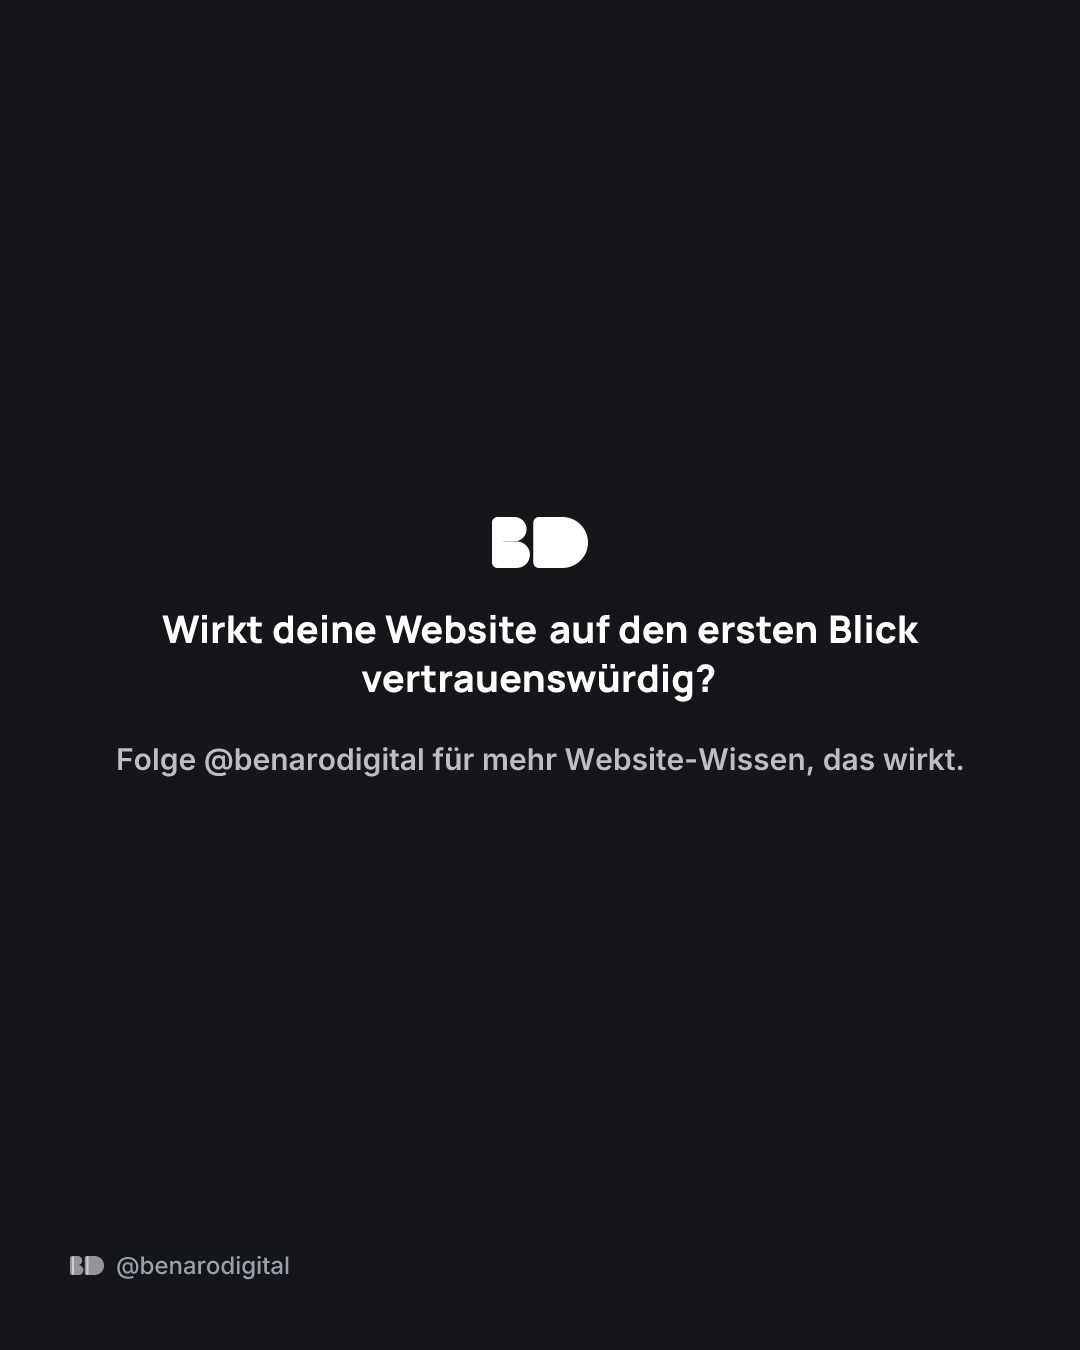 BD
Wirkt deine Website auf den ersten Blick
vertrauenswürdig?
Folge @benarodigital für mehr Website-Wissen, das wirkt.
BD @benarodigital